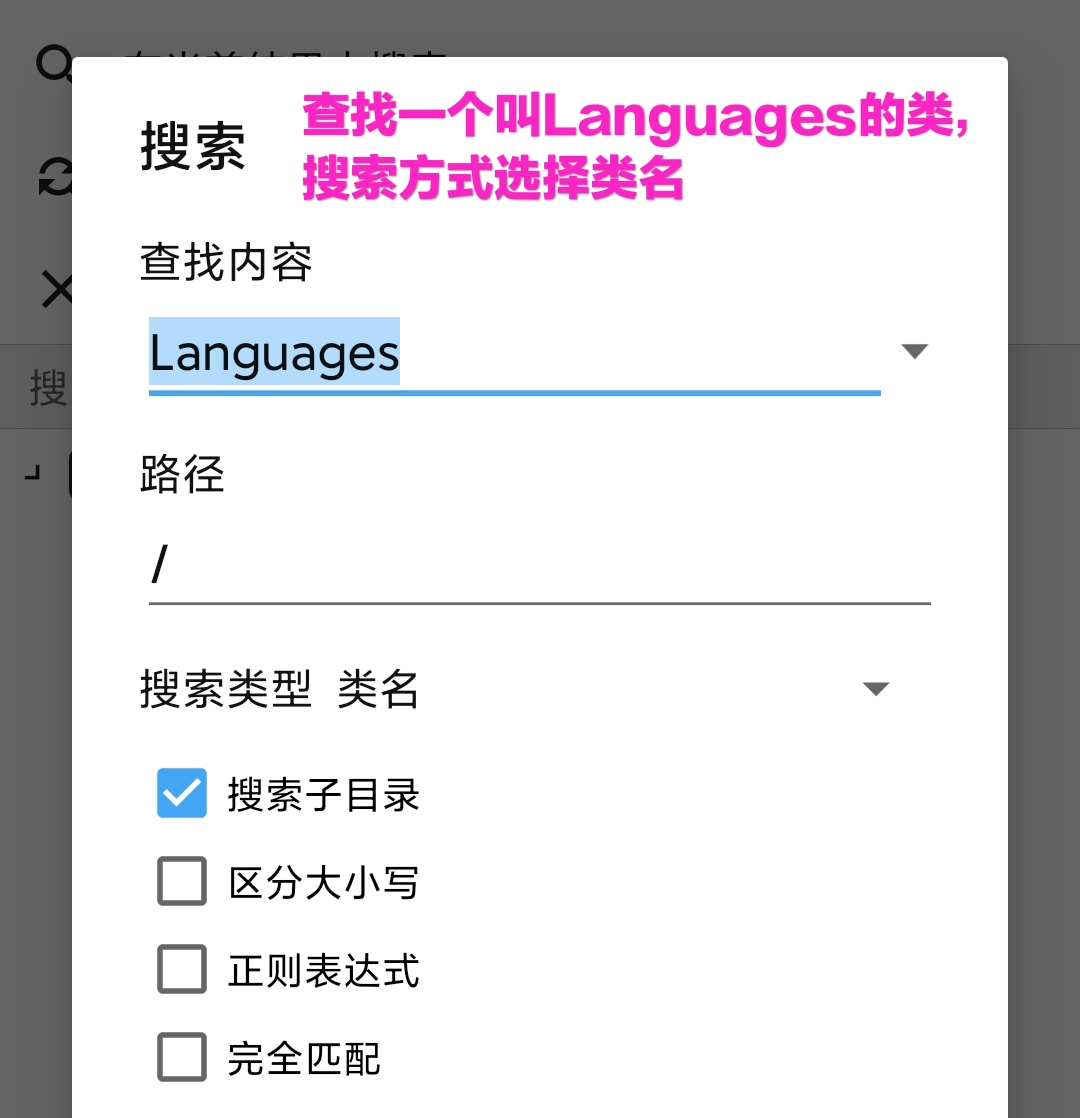 查找一个叫Languages的类,
搜索
搜索方式选择类名
查找内容
Languages
路径
/
搜索类型 类名
搜
搜索子目录
区分大小写
正则表达式
完全匹配